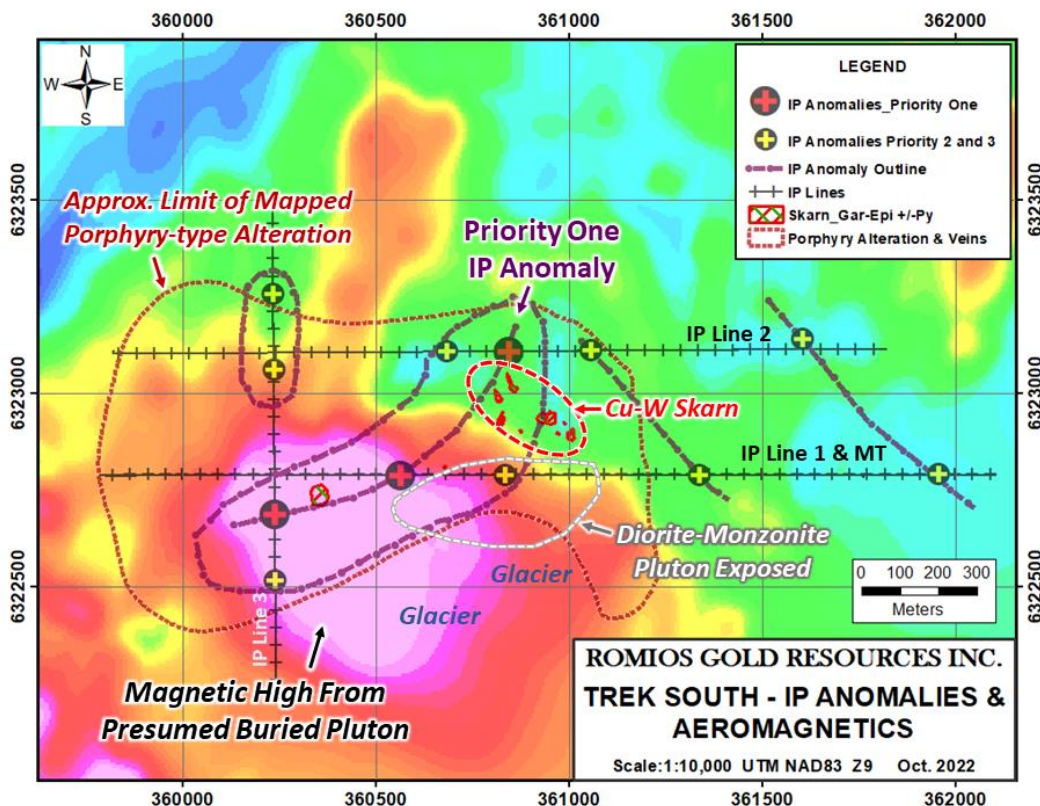 360000 360500 361000 361500 362000
N
W E
S
LEGEND
IP Anomalies_Priority One
IP Anomalies Priority 2 and 3
IP Anomaly Outline
IP Lines
Skarn_Gar-Epi +/-Py
Porphyry Alteration & Veins
6323500
6323500
Approx. Limit of Mapped
Porphyry-type Alteration
Priority One
IP Anomaly
IP Line 2
6323000
6323000
Cu-W Skarn
IP Line 1 & MT
Diorite-Monzonite
Pluton Exposed
Glacier
Glacier
6322500
6322500
IP Line 3
0 100 200 300
Meters
Magnetic High From
Presumed Buried Pluton
ROMIOS GOLD RESOURCES INC.
TREK SOUTH - IP ANOMALIES &
AEROMAGNETICS
Scale:1:10,000 UTM NAD83 Z9 Oct. 2022
360000 360500 361000 361500 362000